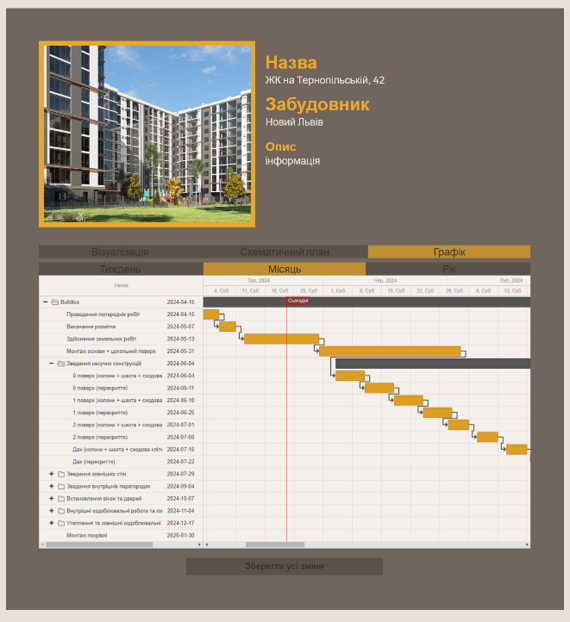 Назва
ЖК на Тернопільській, 42
Забудовник
Новий Львів
Опис
інформація
Візуалізація Схематичний план Графік
Тиждень Місяць Рік
Назва
Тра, 2024 Чер, 2024 Лип, 2024
4, Суб 11, Суб 18, Суб 25, Суб 1, Суб 8, Суб 15, Суб 22, Суб 29, Суб 6, Суб 13, Суб
Buildico 2024-04-15 Сьогодні
Проведення попередніх робіт 2024-04-15
Виконання розмітки 2024-05-07
Здійснення земельних робіт 2024-05-13
Монтаж основи + цокольний поверх 2024-05-31
Зведення несучих конструкцій 2024-06-04
0 поверх (колони + шахта + сходова 2024-06-04
0 поверх (перекриття) 2024-06-11
1 поверх (колони + шахта + сходова 2024-06-18
1 поверх (перекриття) 2024-06-25
2 поверх (колони + шахта + сходова 2024-07-01
2 поверх (перекриття) 2024-07-08
Дах (колони + шахта + сходова кліт 2024-07-15
Дах (перекриття) 2024-07-22
Зведення зовнішніх стін 2024-07-29
Зведення внутрішніх перегородок 2024-09-04
Встановлення вікон та дверей 2024-10-07
Внутрішні оздоблювальні роботи та 2024-11-04
Утеплення та зовнішні оздоблювальні 2024-12-17
Монтаж покрівлі 2025-01-30
Зберегти усі зміни